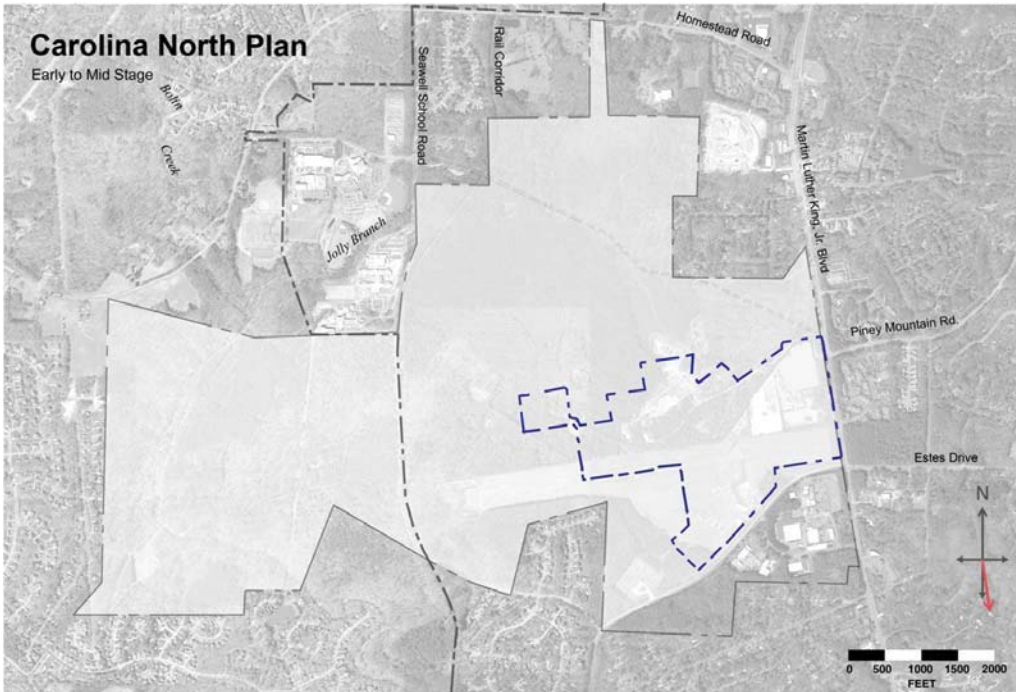 Carolina North Plan
Early to Mid Stage
Homestead Road
Rail Corridor
Seawell School Road
Bolin
Creek
Jolly Branch
Martin Luther King, Jr. Blvd
Piney Mountain Rd.
Estes Drive
N
0 500 1000 1500 2000
FEET